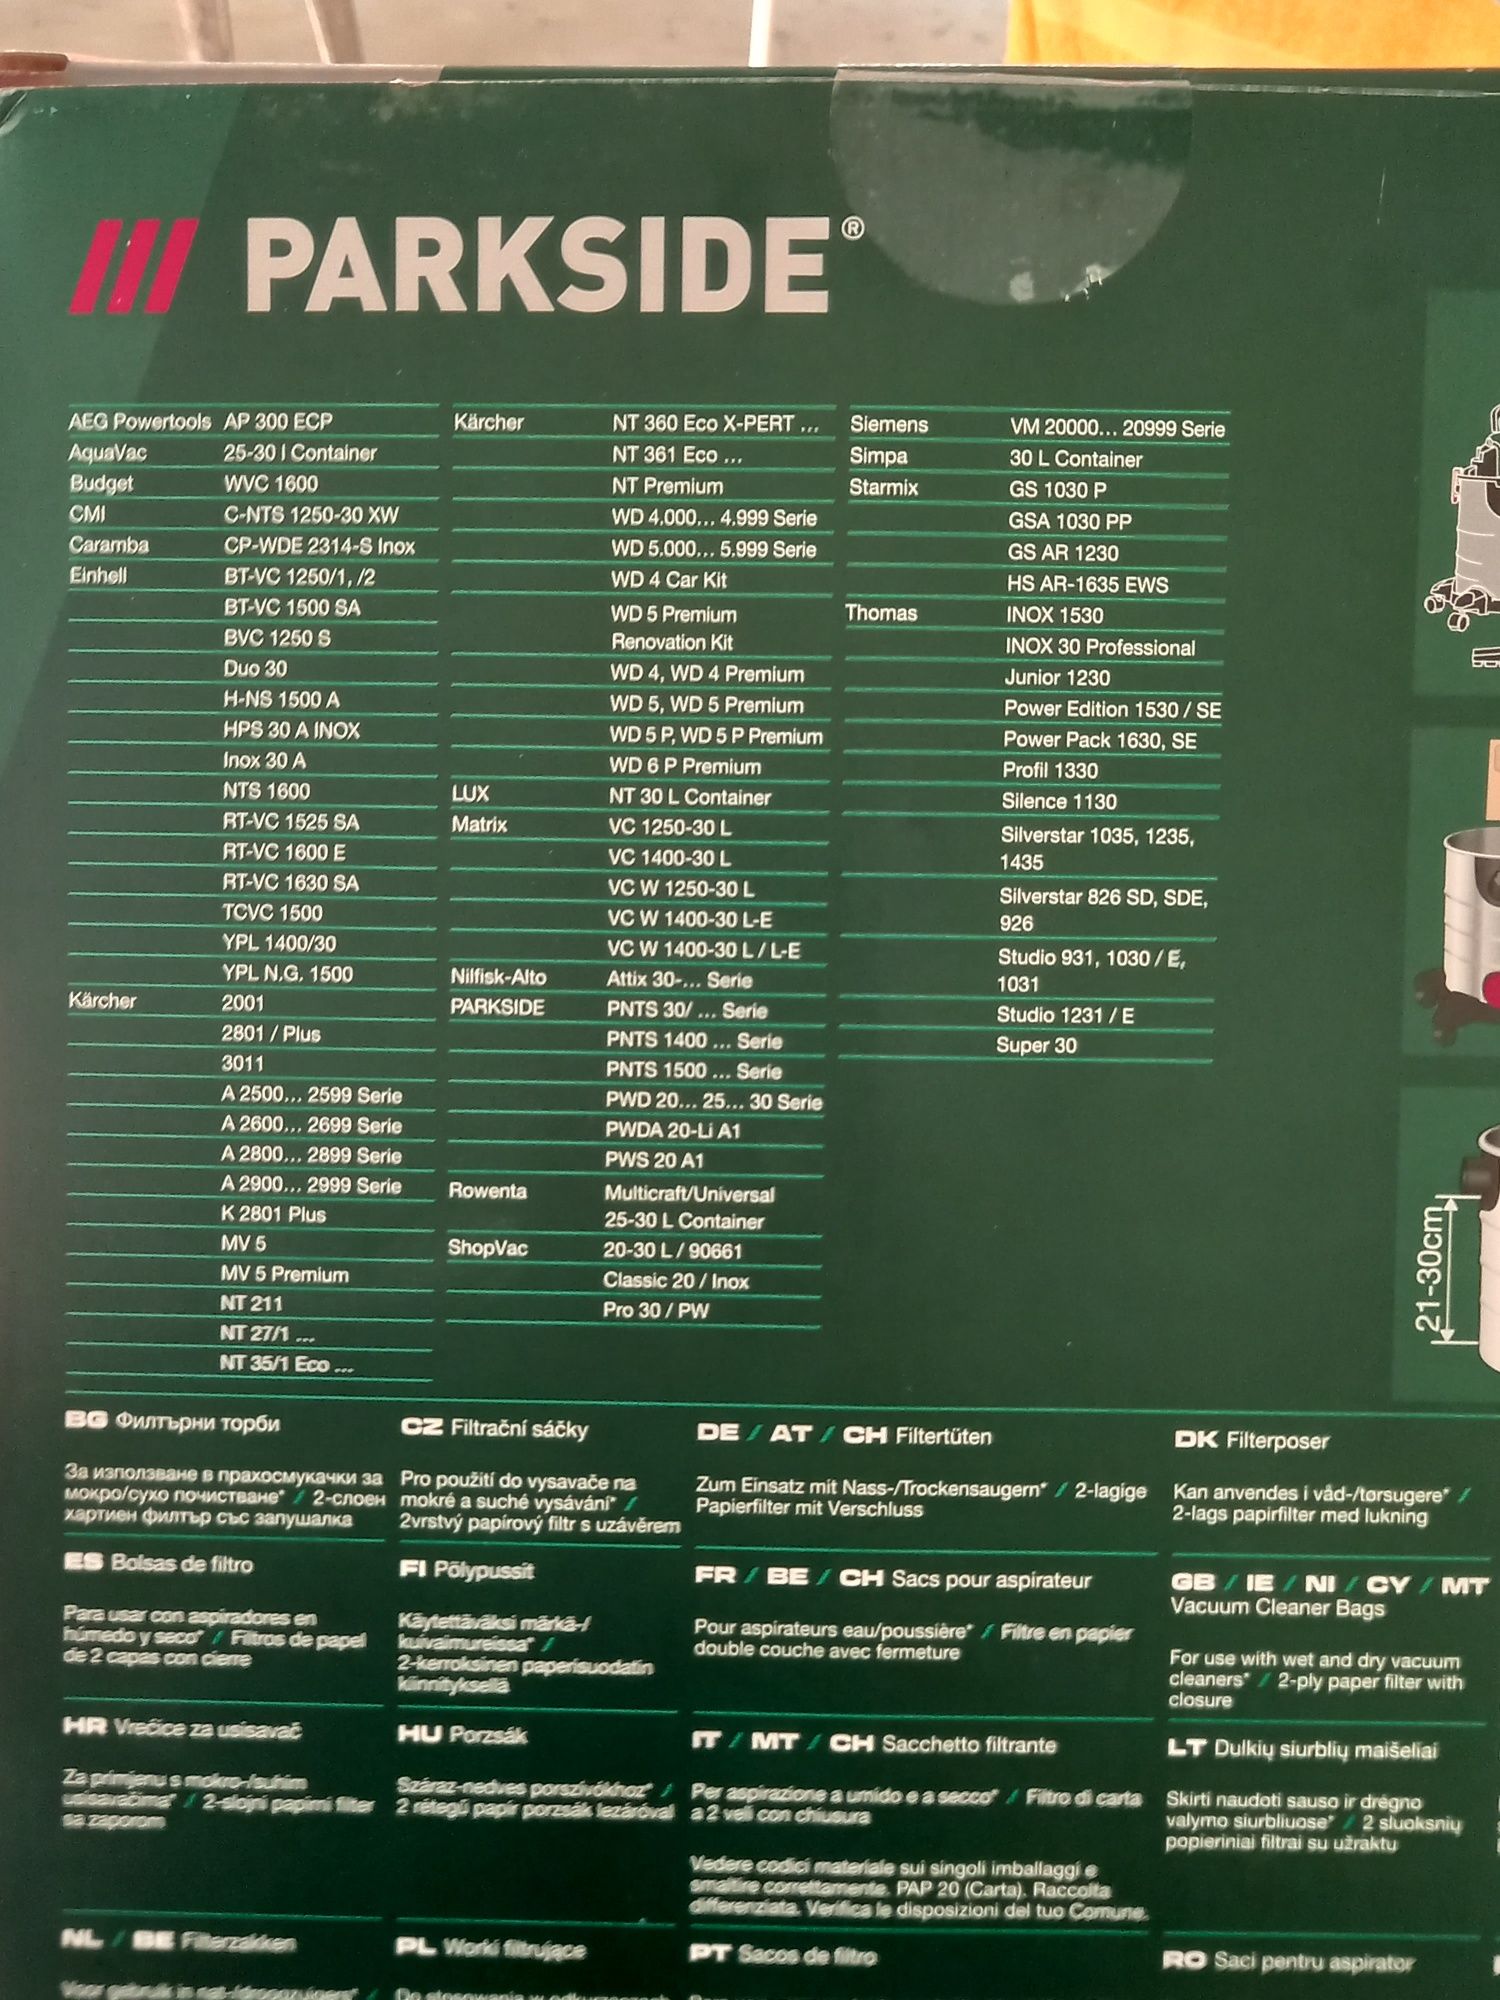 PARKSIDE®
AEG Powertools AP 300 ECP
AquaVac 25-30 l Container
Budget WVC 1600
CMI C-NTS 1250-30 XW
Caramba CP-WDE 2314-S Inox
Einhell BT-VC 1250/1, /2
BT-VC 1500 SA
BVC 1250 S
Duo 30
H-NS 1500 A
HPS 30 A INOX
Inox 30 A
NTS 1600
RT-VC 1525 SA
RT-VC 1600 E
RT-VC 1630 SA
TCVC 1500
YPL 1400/30
YPL N.G. 1500
Kärcher 2001
2801 / Plus
3011
A 2500... 2599 Serie
A 2600... 2699 Serie
A 2800... 2899 Serie
A 2900... 2999 Serie
K 2801 Plus
MV 5
MV 5 Premium
NT 211
NT 27/1 ...
NT 35/1 Eco ...
Kärcher NT 360 Eco X-PERT ...
NT 361 Eco ...
NT Premium
WD 4.000... 4.999 Serie
WD 5.000... 5.999 Serie
WD 4 Car Kit
WD 5 Premium
Renovation Kit
WD 4, WD 4 Premium
WD 5, WD 5 Premium
WD 5 P, WD 5 P Premium
WD 6 P Premium
LUX NT 30 L Container
Matrix VC 1250-30 L
VC 1400-30 L
VC W 1250-30 L
VC W 1400-30 L-E
VC W 1400-30 L / L-E
Nilfisk-Alto Attix 30-... Serie
PARKSIDE PNTS 30/ ... Serie
PNTS 1400 ... Serie
PNTS 1500 ... Serie
PWD 20... 25... 30 Serie
PWDA 20-Li A1
PWS 20 A1
Rowenta Multicraft/Universal
25-30 L Container
ShopVac 20-30 L / 90661
Classic 20 / Inox
Pro 30 / PW
Siemens VM 20000... 20999 Serie
Simpa 30 L Container
Starmix GS 1030 P
GSA 1030 PP
GS AR 1230
HS AR-1635 EWS
Thomas INOX 1530
INOX 30 Professional
Junior 1230
Power Edition 1530 / SE
Power Pack 1630, SE
Profil 1330
Silence 1130
Silverstar 1035, 1235,
1435
Silverstar 826 SD, SDE,
926
Studio 931, 1030 / E,
1031
Studio 1231 / E
Super 30
21-30cm
BG Филтърни торби
За използване в прахосмукачки за
мокро/сухо почистване* / 2-слоен
хартиен филтър със запушалка
CZ Filtrační sáčky
Pro použití do vysavače na
mokré a suché vysávání* /
2vrstvý papírový filtr s uzávěrem
DE / AT / CH Filtertüten
Zum Einsatz mit Nass-/Trockensaugern* / 2-lagige
Papierfilter mit Verschluss
DK Filterposer
Kan anvendes i våd-/tørsugere* /
2-lags papirfilter med lukning
ES Bolsas de filtro
Para usar con aspiradores en
húmedo y seco* / Filtros de papel
de 2 capas con cierre
FI Pölypussit
Käytettäväksi märkä-/
kuivaimureissa* /
2-kerroksinen paperisuodatin
kiinnityksellä
FR / BE / CH Sacs pour aspirateur
Pour aspirateurs eau/poussière* / Filtre en papier
double couche avec fermeture
GB / IE / NI / CY / MT
Vacuum Cleaner Bags
For use with wet and dry vacuum
cleaners* / 2-ply paper filter with
closure
HR Vrećice za usisavač
Za primjenu s mokro-/suhim
usisavačima* / 2-slojni papirni filter
sa zaporom
HU Porzsák
Száraz-nedves porszívókhoz* /
2 rétegű papír porzsák lezáróval
IT / MT / CH Sacchetto filtrante
Per aspirazione a umido e a secco* / Filtro di carta
a 2 veli con chiusura
Vedere codici materiale sui singoli imballaggi e
smaltire correttamente. PAP 20 (Carta). Raccolta
differenziata. Verifica le disposizioni del tuo Comune.
LT Dulkių siurblių maišeliai
Skirti naudoti sauso ir drėgno
valymo siurbliuose* / 2 sluoksnių
popieriniai filtrai su užraktu
NL / BE Filterzakken
Voor gebruik in nat-/droogzuigers* /
PL Worki filtrujące
Do stosowania w odkurzaczach
PT Sacos de filtro
RO Saci pentru aspirator